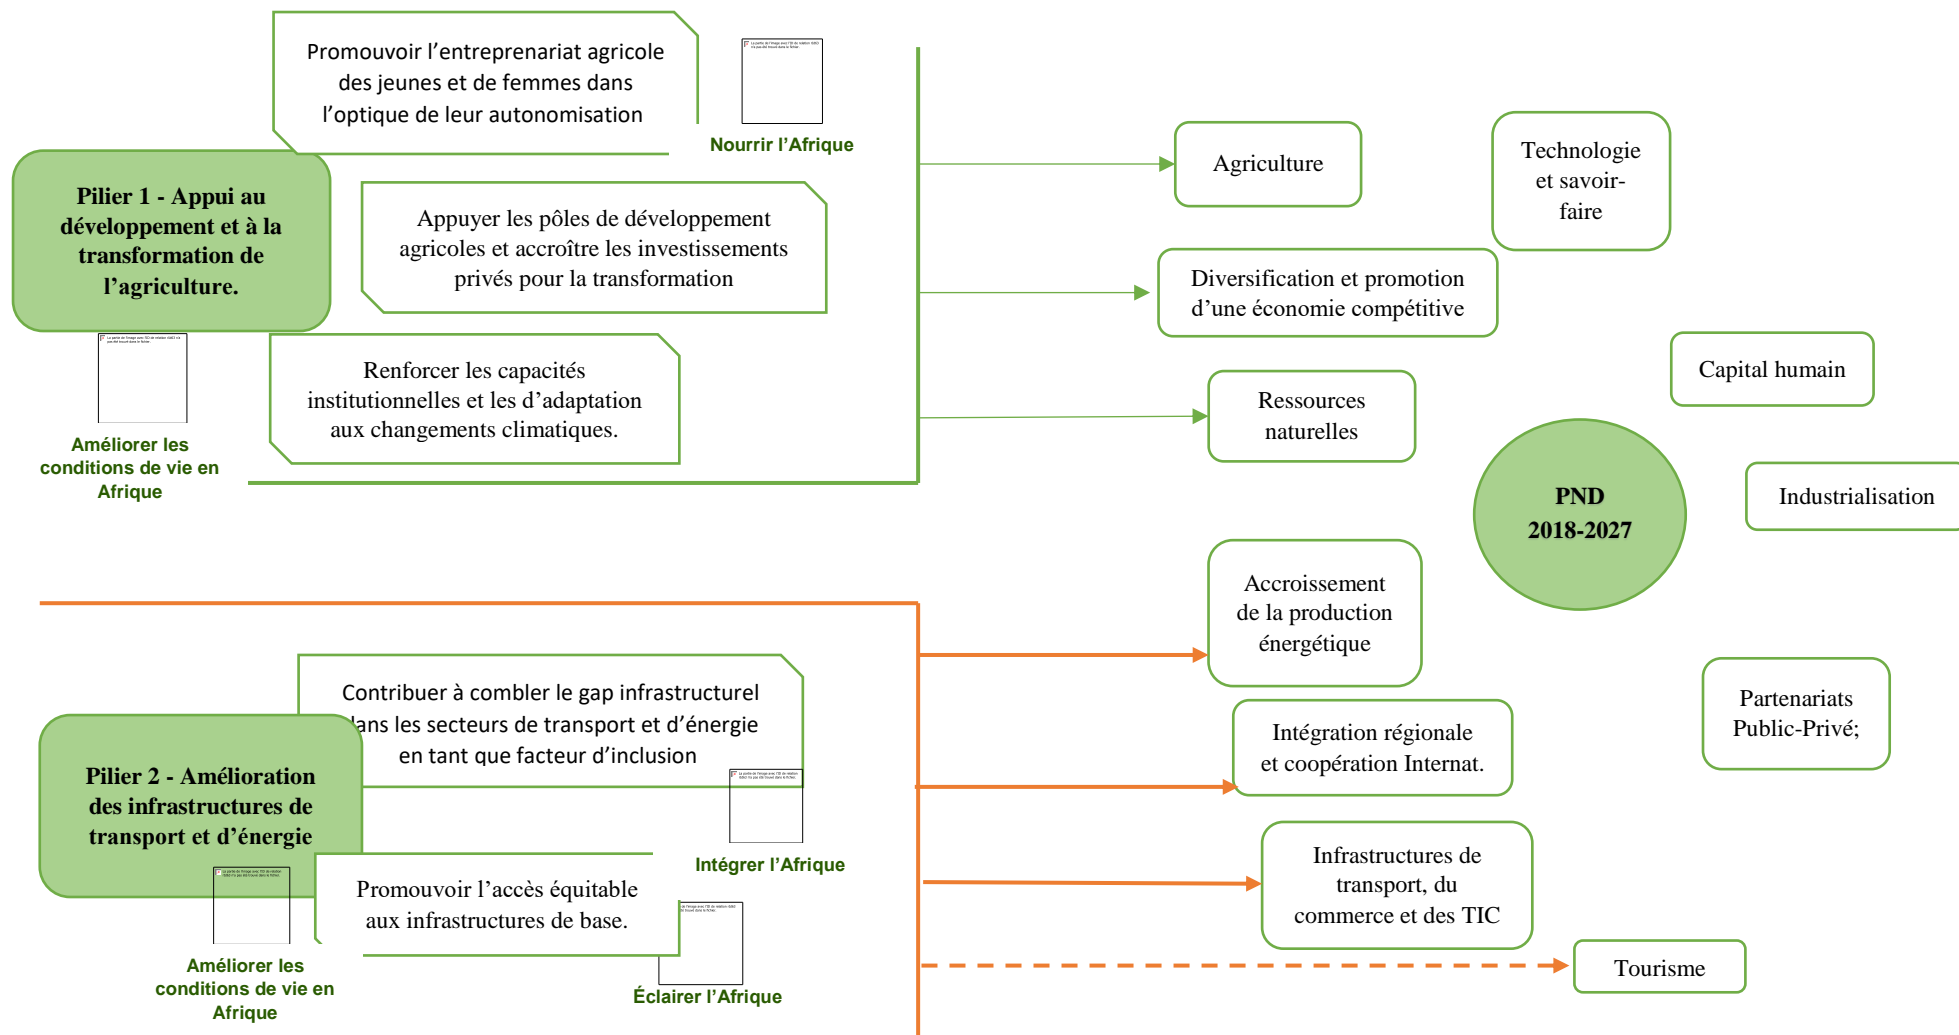 Promouvoir l’entreprenariat agricole
des jeunes et de femmes dans
l’optique de leur autonomisation
Nourrir l’Afrique
Pilier 1 - Appui au
développement et à la
transformation de
l’agriculture.
Appuyer les pôles de développement
agricoles et accroître les investissements
privés pour la transformation
Renforcer les capacités
institutionnelles et les d’adaptation
aux changements climatiques.
Améliorer les
conditions de vie en
Afrique
Agriculture
Technologie
et savoir-
faire
Diversification et promotion
d’une économie compétitive
Capital humain
Ressources
naturelles
Industrialisation
PND
2018-2027
Accroissement
de la production
énergétique
Partenariats
Public-Privé;
Intégration régionale
et coopération Internat.
Infrastructures de
transport, du
commerce et des TIC
Tourisme
Contribuer à combler le gap infrastructurel
dans les secteurs de transport et d’énergie
en tant que facteur d’inclusion
Pilier 2 - Amélioration
des infrastructures de
transport et d’énergie
Intégrer l’Afrique
Promouvoir l’accès équitable
aux infrastructures de base.
Améliorer les
conditions de vie en
Afrique
Éclairer l’Afrique